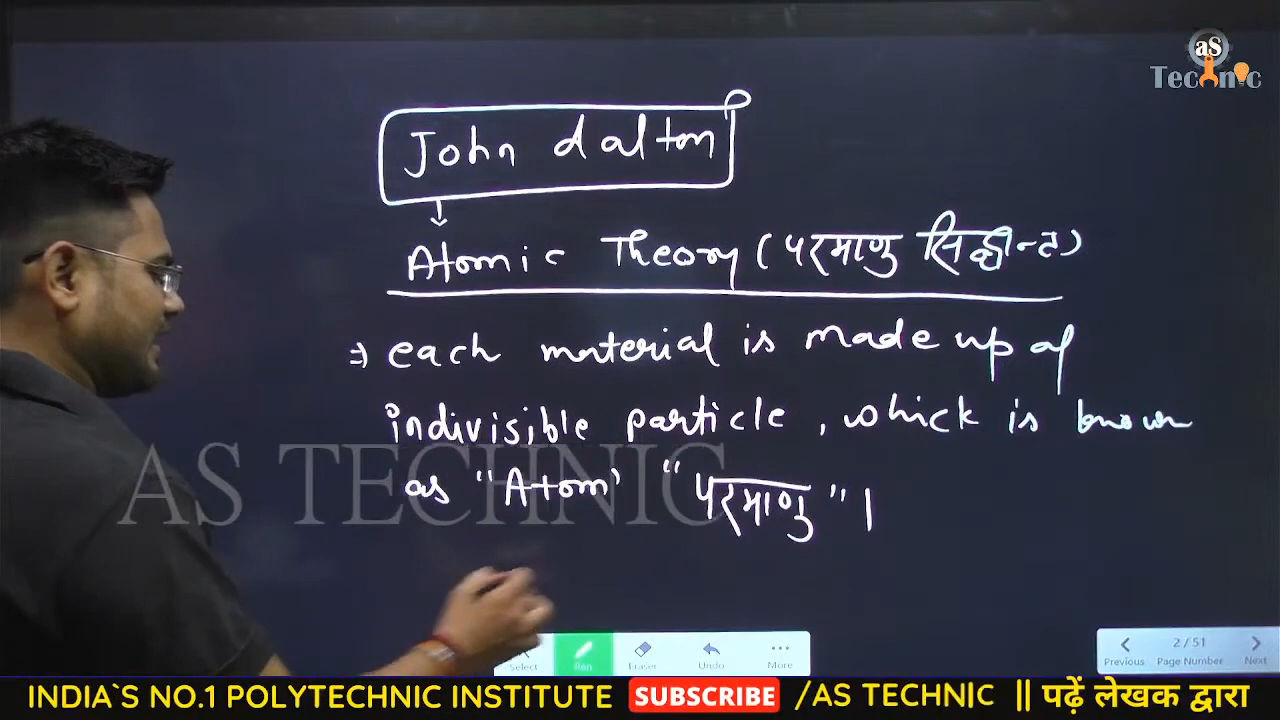 aS
Technic
John dalton
Atomic Theory (परमाणु सिद्धान्त)
⇒ each material is made up of
indivisible particle, which is known
as "Atom' "परमाणु"।
AS TECHNIC
Select
Pen
Eraser
Undo
More
Previous
2 / 51
Page Number
Next
INDIA`S NO.1 POLYTECHNIC INSTITUTE SUBSCRIBE /AS TECHNIC || पढ़ें लेखक द्वारा